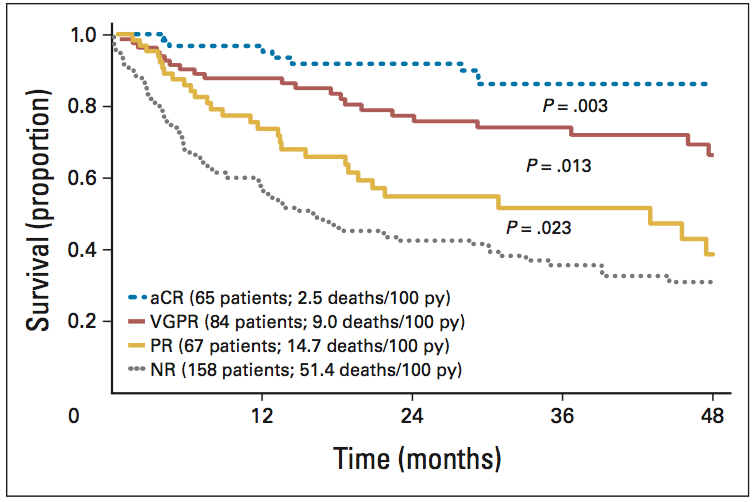 1.0
0.8
0.6
0.4
0.2
0
Survival (proportion)
P = .003
P = .013
P = .023
aCR (65 patients; 2.5 deaths/100 py)
VGPR (84 patients; 9.0 deaths/100 py)
PR (67 patients; 14.7 deaths/100 py)
NR (158 patients; 51.4 deaths/100 py)
12 24 36 48
Time (months)